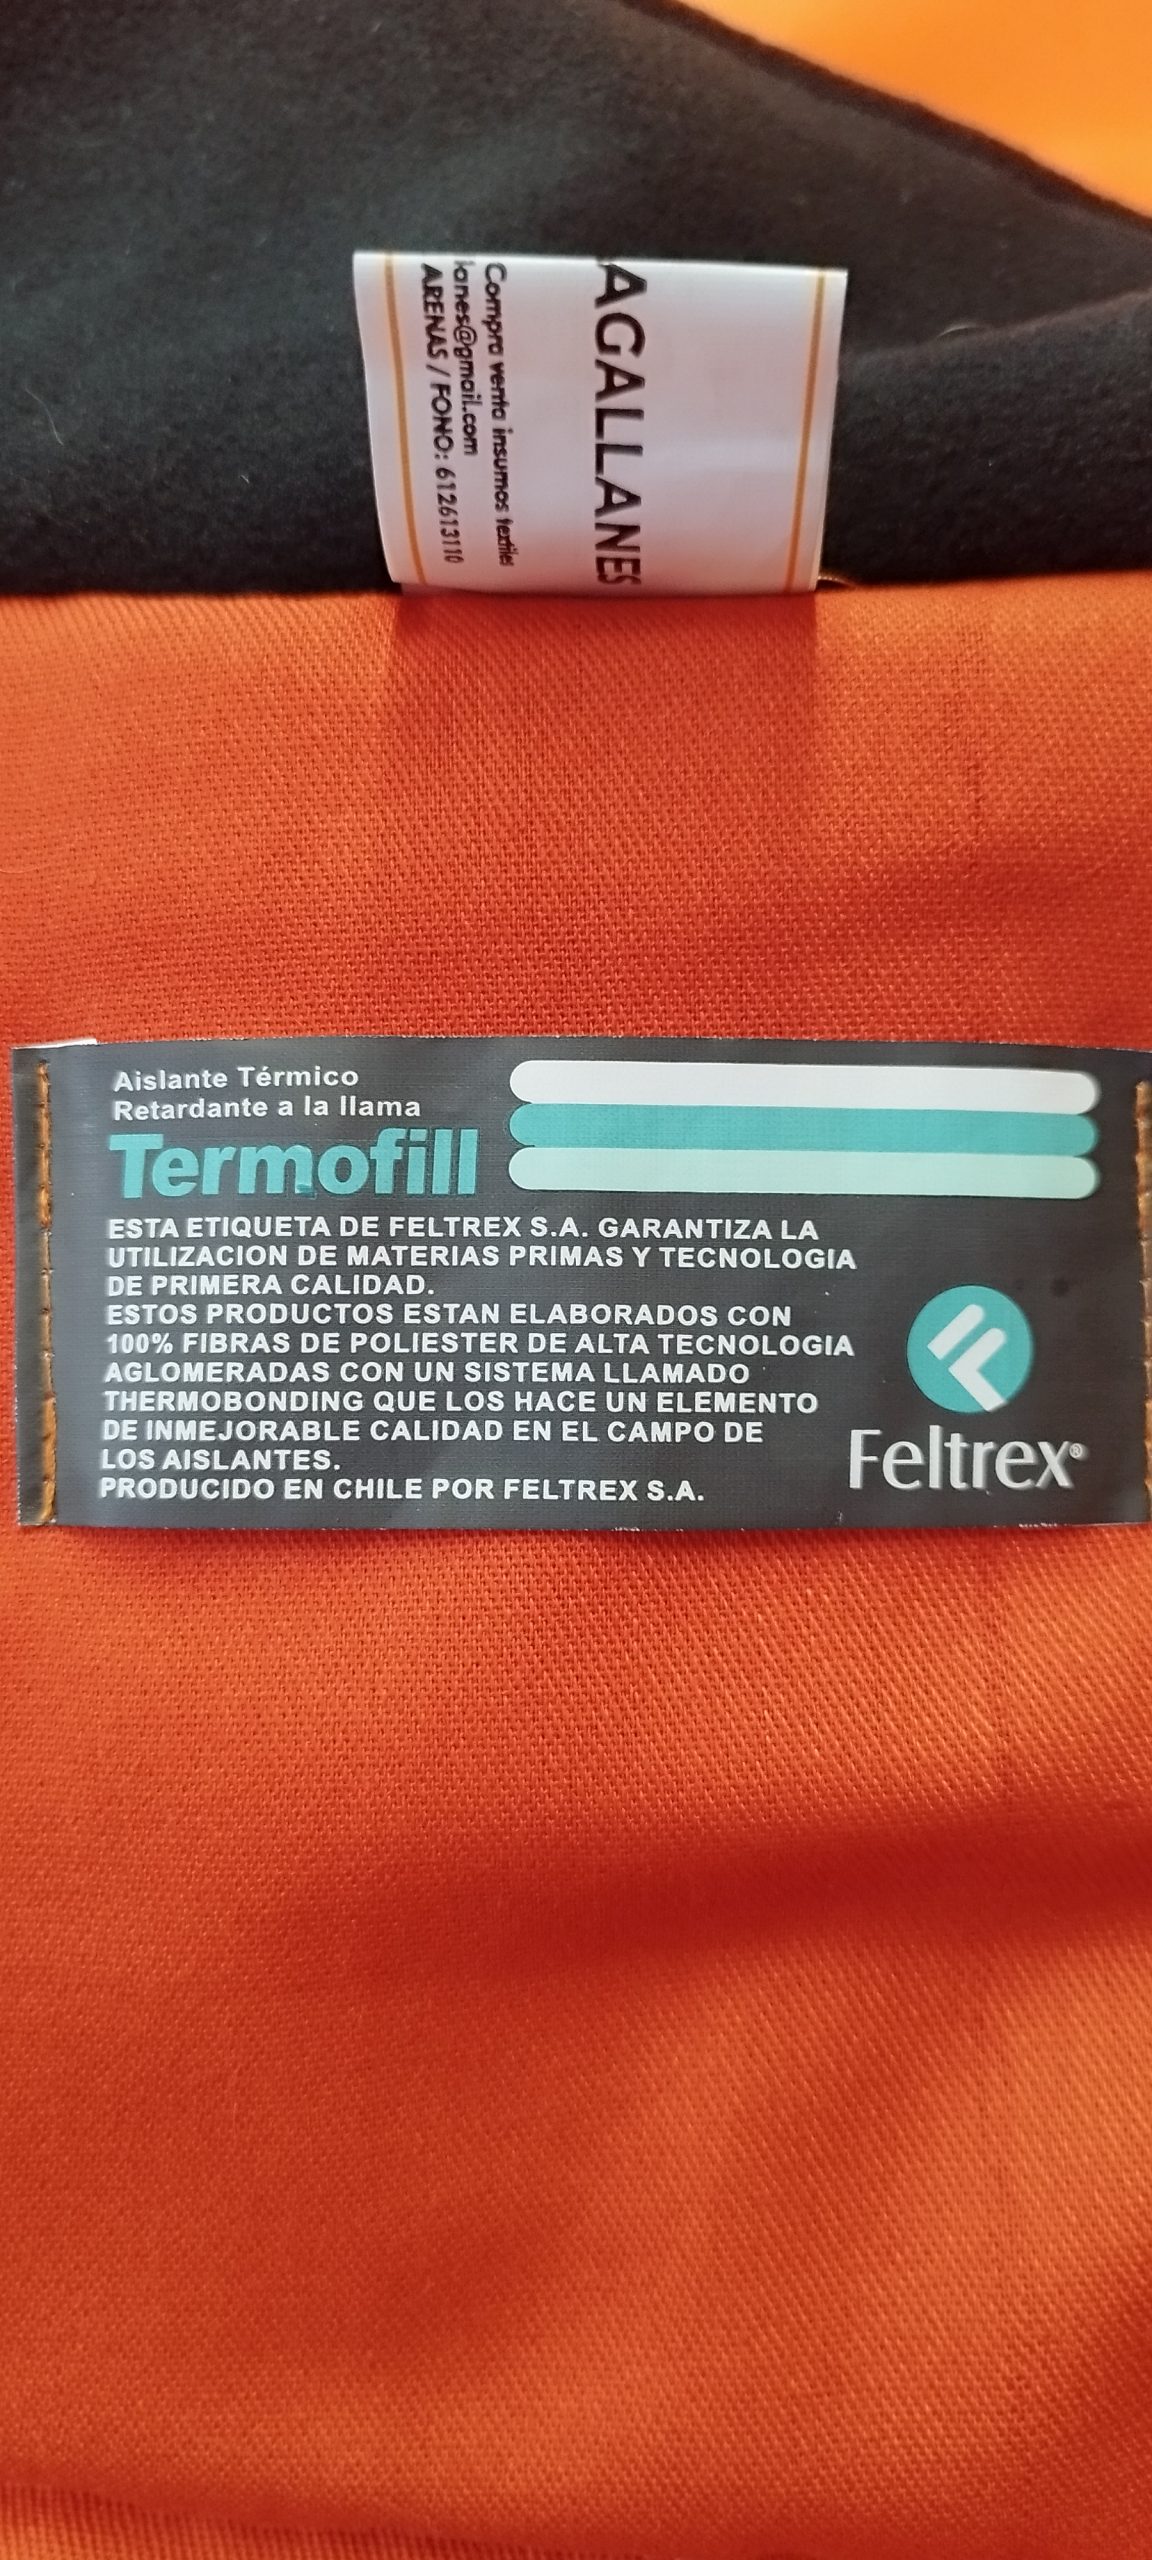 AGALLANES
Compra venta insumos textiles
lanes@gmail.com
ARENAS / FONO: 612613110
Aislante Térmico
Retardante a la llama
Termofill
ESTA ETIQUETA DE FELTREX S.A. GARANTIZA LA
UTILIZACION DE MATERIAS PRIMAS Y TECNOLOGIA
DE PRIMERA CALIDAD.
ESTOS PRODUCTOS ESTAN ELABORADOS CON
100% FIBRAS DE POLIESTER DE ALTA TECNOLOGIA
AGLOMERADAS CON UN SISTEMA LLAMADO
THERMOBONDING QUE LOS HACE UN ELEMENTO
DE INMEJORABLE CALIDAD EN EL CAMPO DE
LOS AISLANTES.
PRODUCIDO EN CHILE POR FELTREX S.A.
Feltrex®